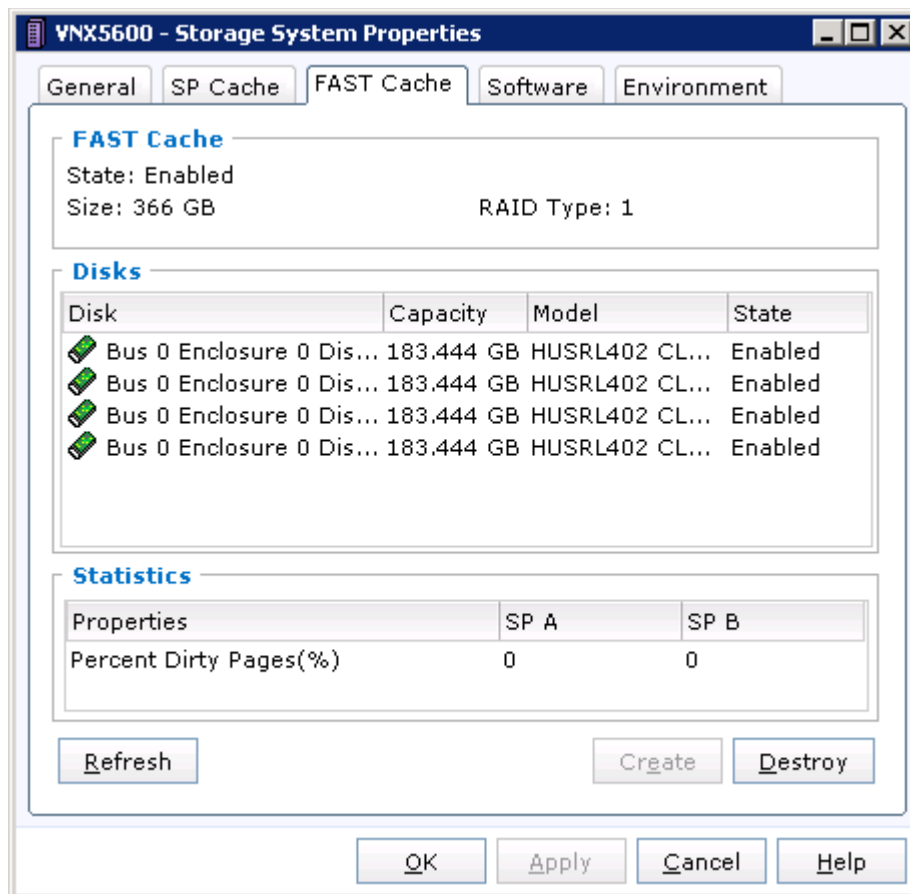 VNX5600 - Storage System Properties
General SP Cache FAST Cache Software Environment
FAST Cache
State: Enabled
Size: 366 GB RAID Type: 1
Disks
Disk Capacity Model State
Bus 0 Enclosure 0 Dis... 183.444 GB HUSRL402 CL... Enabled
Bus 0 Enclosure 0 Dis... 183.444 GB HUSRL402 CL... Enabled
Bus 0 Enclosure 0 Dis... 183.444 GB HUSRL402 CL... Enabled
Bus 0 Enclosure 0 Dis... 183.444 GB HUSRL402 CL... Enabled
Statistics
Properties SP A SP B
Percent Dirty Pages(%) 0 0
Refresh Create Destroy
OK Apply Cancel Help